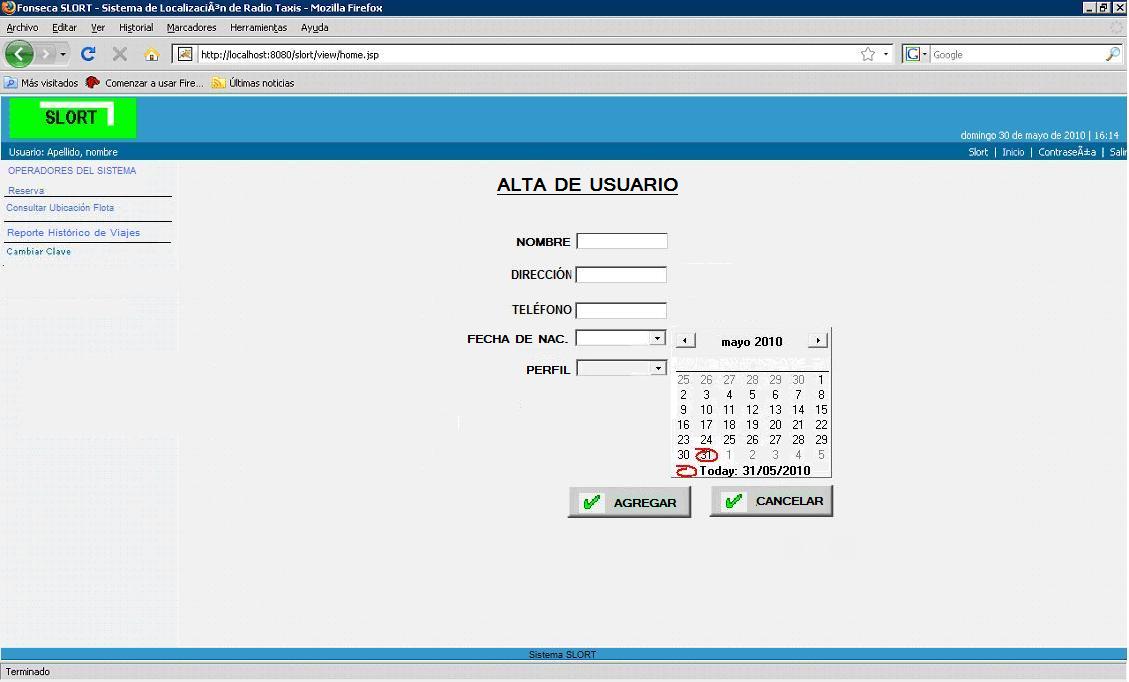 Fonseca SLORT - Sistema de LocalizaciÃ³n de Radio Taxis - Mozilla Firefox
Archivo Editar Ver Historial Marcadores Herramientas Ayuda
http://localhost:8080/slort/view/home.jsp Google
Más visitados Comenzar a usar Fire... Últimas noticias
SLORT
domingo 30 de mayo de 2010 | 16:14
Usuario: Apellido, nombre Slort | Inicio | ContraseÃ±a | Salir
OPERADORES DEL SISTEMA
Reserva
Consultar Ubicación Flota
Reporte Histórico de Viajes
Cambiar Clave
ALTA DE USUARIO
NOMBRE
DIRECCIÓN
TELÉFONO
FECHA DE NAC.
PERFIL
mayo 2010
25 26 27 28 29 30 1
2 3 4 5 6 7 8
9 10 11 12 13 14 15
16 17 18 19 20 21 22
23 24 25 26 27 28 29
30 31 1 2 3 4 5
Today: 31/05/2010
AGREGAR CANCELAR
Sistema SLORT
Terminado